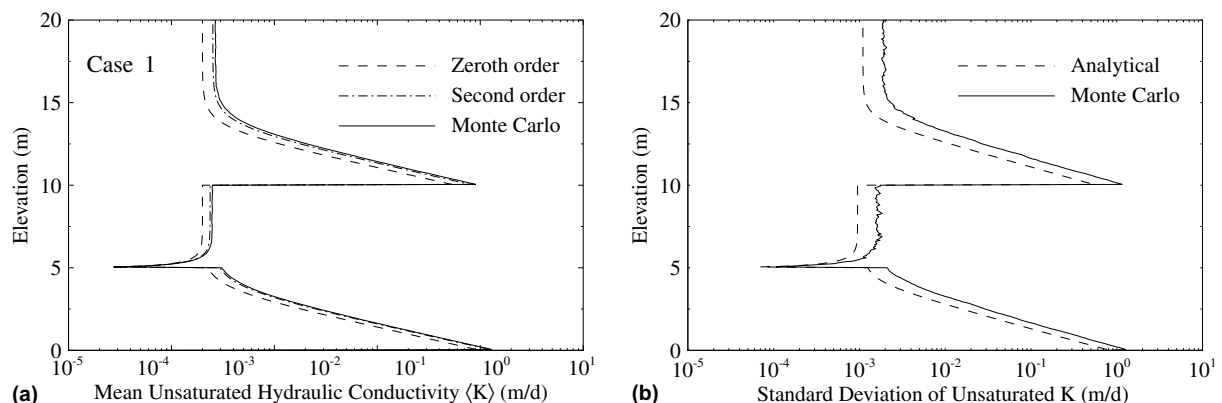 Case 1
Zeroth order
Second order
Monte Carlo
20
15
10
5
0
Elevation (m)
10^-5
10^-4
10^-3
10^-2
10^-1
10^0
10^1
(a)
Mean Unsaturated Hydraulic Conductivity ⟨K⟩ (m/d)
Analytical
Monte Carlo
20
15
10
5
0
Elevation (m)
10^-5
10^-4
10^-3
10^-2
10^-1
10^0
10^1
(b)
Standard Deviation of Unsaturated K (m/d)